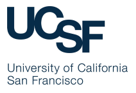 UCSF
University of California
San Francisco